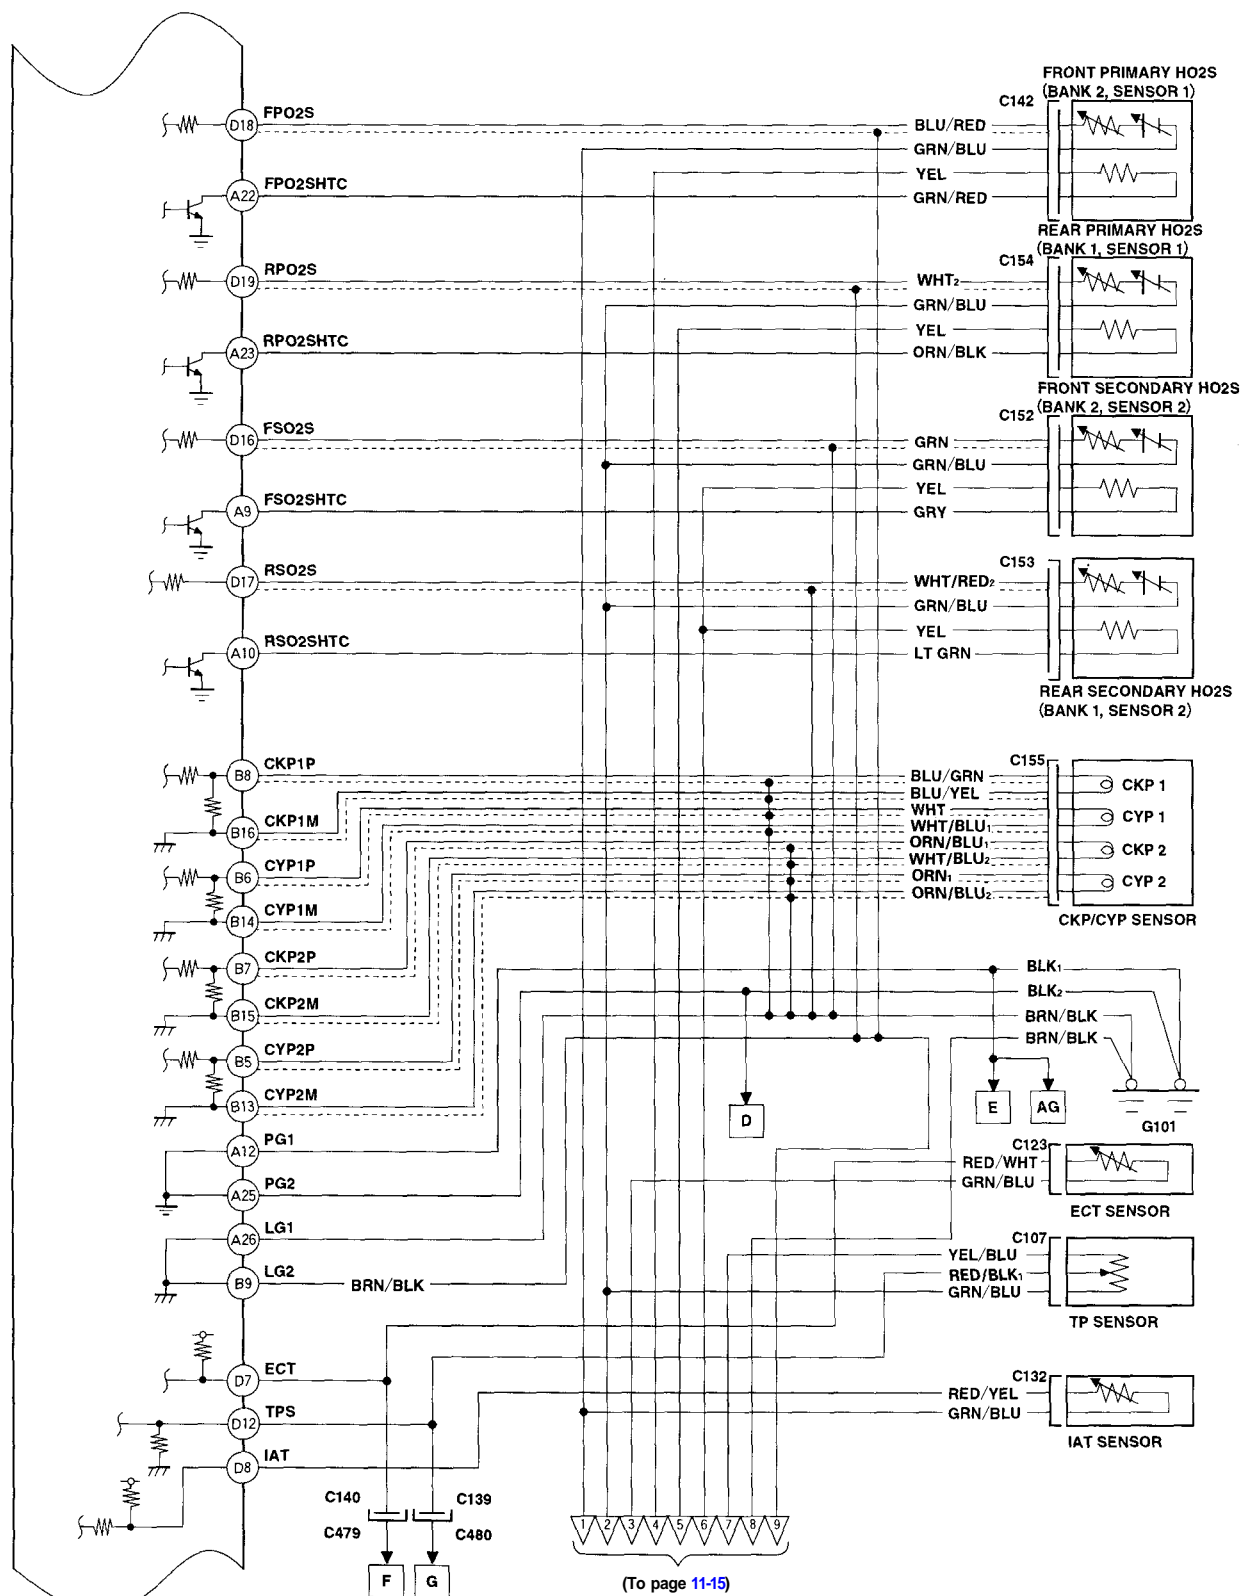 FRONT PRIMARY HO2S
(BANK 2, SENSOR 1)
C142
D18 FPO2S
BLU/RED
GRN/BLU
YEL
A22 FPO2SHTC
GRN/RED
REAR PRIMARY HO2S
(BANK 1, SENSOR 1)
C154
D19 RPO2S
WHT2
GRN/BLU
YEL
A23 RPO2SHTC
ORN/BLK
FRONT SECONDARY HO2S
(BANK 2, SENSOR 2)
C152
D16 FSO2S
GRN
GRN/BLU
YEL
A9 FSO2SHTC
GRY
C153
D17 RSO2S
WHT/RED2
GRN/BLU
YEL
A10 RSO2SHTC
LT GRN
REAR SECONDARY HO2S
(BANK 1, SENSOR 2)
C155
B8 CKP1P
BLU/GRN
BLU/YEL
CKP 1
WHT
WHT/BLU1
CYP 1
ORN/BLU1
WHT/BLU2
CKP 2
ORN1
ORN/BLU2
CYP 2
CKP/CYP SENSOR
B16 CKP1M
B6 CYP1P
B14 CYP1M
B7 CKP2P
B15 CKP2M
B5 CYP2P
B13 CYP2M
BLK1
BLK2
BRN/BLK
BRN/BLK
D
E
AG
G101
A12 PG1
A25 PG2
A26 LG1
B9 LG2
BRN/BLK
C123
RED/WHT
GRN/BLU
ECT SENSOR
C107
YEL/BLU
RED/BLK1
GRN/BLU
TP SENSOR
D7 ECT
D12 TPS
D8 IAT
C132
RED/YEL
GRN/BLU
IAT SENSOR
C140 C139
C479 C480
F G
1 2 3 4 5 6 7 8 9
(To page 11-15)